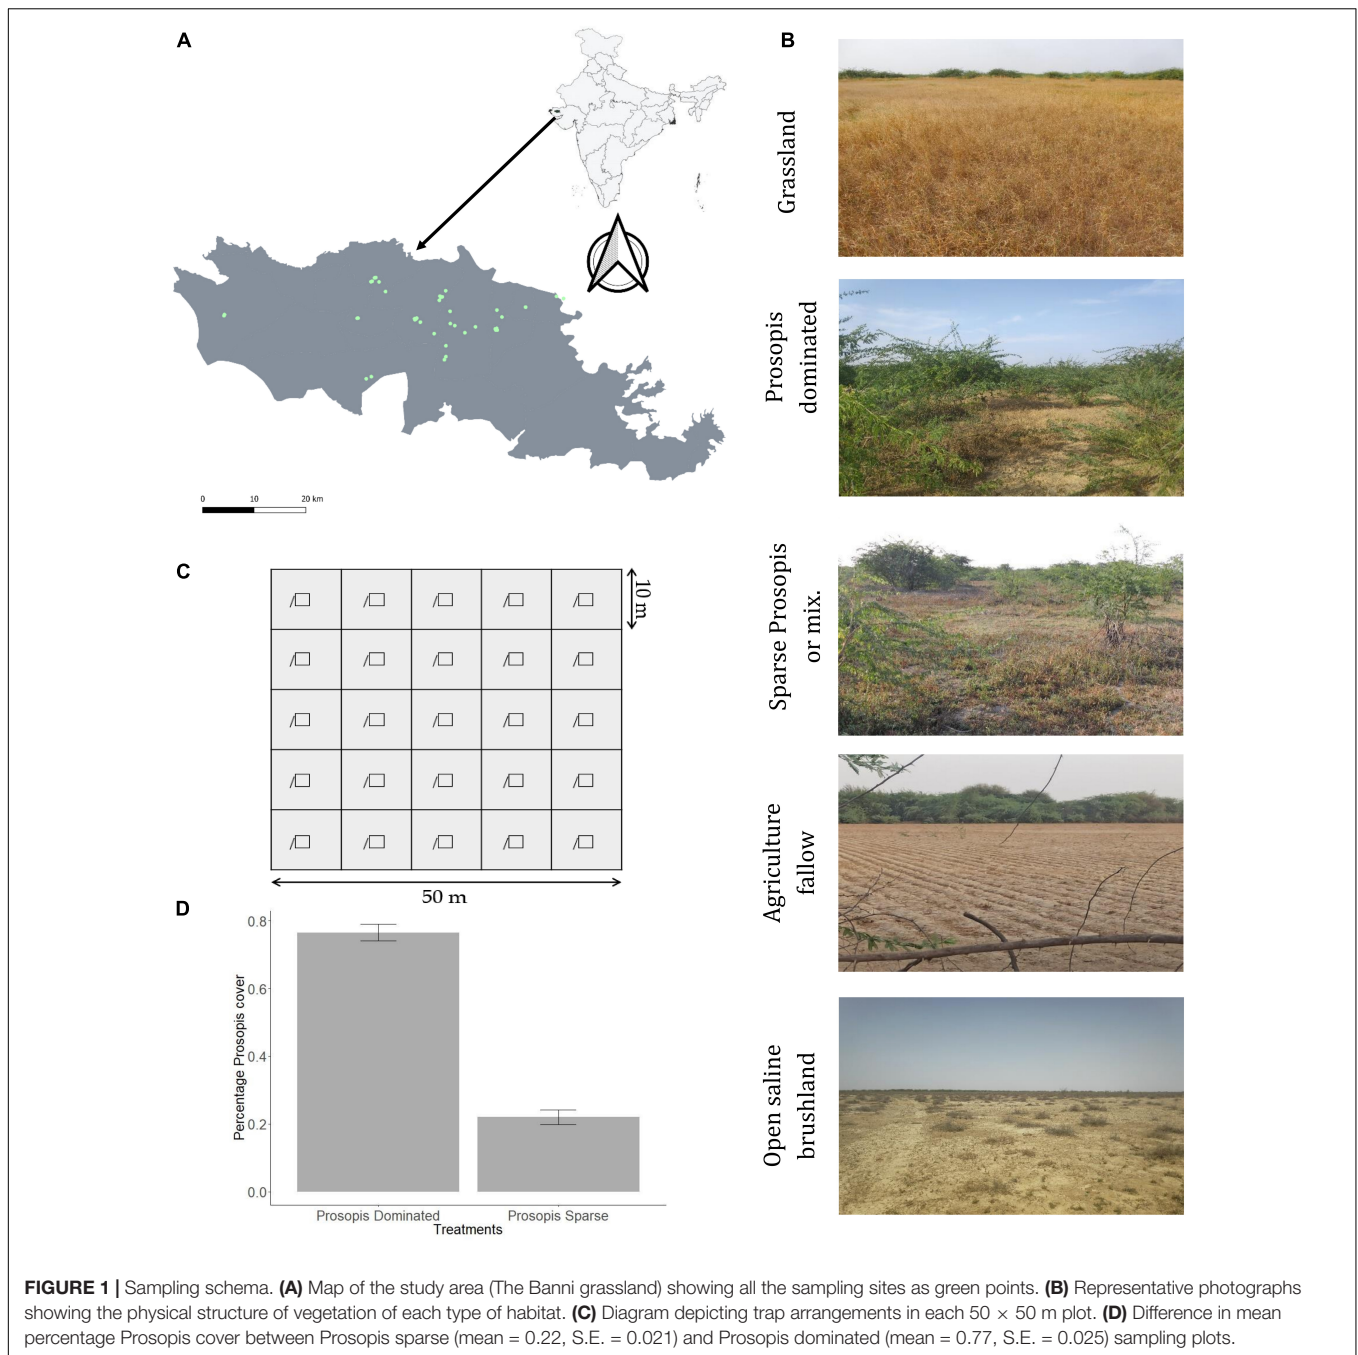 A
B
Grassland
Prosopis
dominated
0 10 20 km
Sparse Prosopis
or mix.
C
10 m
Agriculture
fallow
50 m
D
0.8
0.6
0.4
0.2
0.0
Percentage Prosopis cover
Prosopis Dominated Prosopis Sparse
Treatments
Open saline
brushland
FIGURE 1 | Sampling schema. (A) Map of the study area (The Banni grassland) showing all the sampling sites as green points. (B) Representative photographs
showing the physical structure of vegetation of each type of habitat. (C) Diagram depicting trap arrangements in each 50 × 50 m plot. (D) Difference in mean
percentage Prosopis cover between Prosopis sparse (mean = 0.22, S.E. = 0.021) and Prosopis dominated (mean = 0.77, S.E. = 0.025) sampling plots.